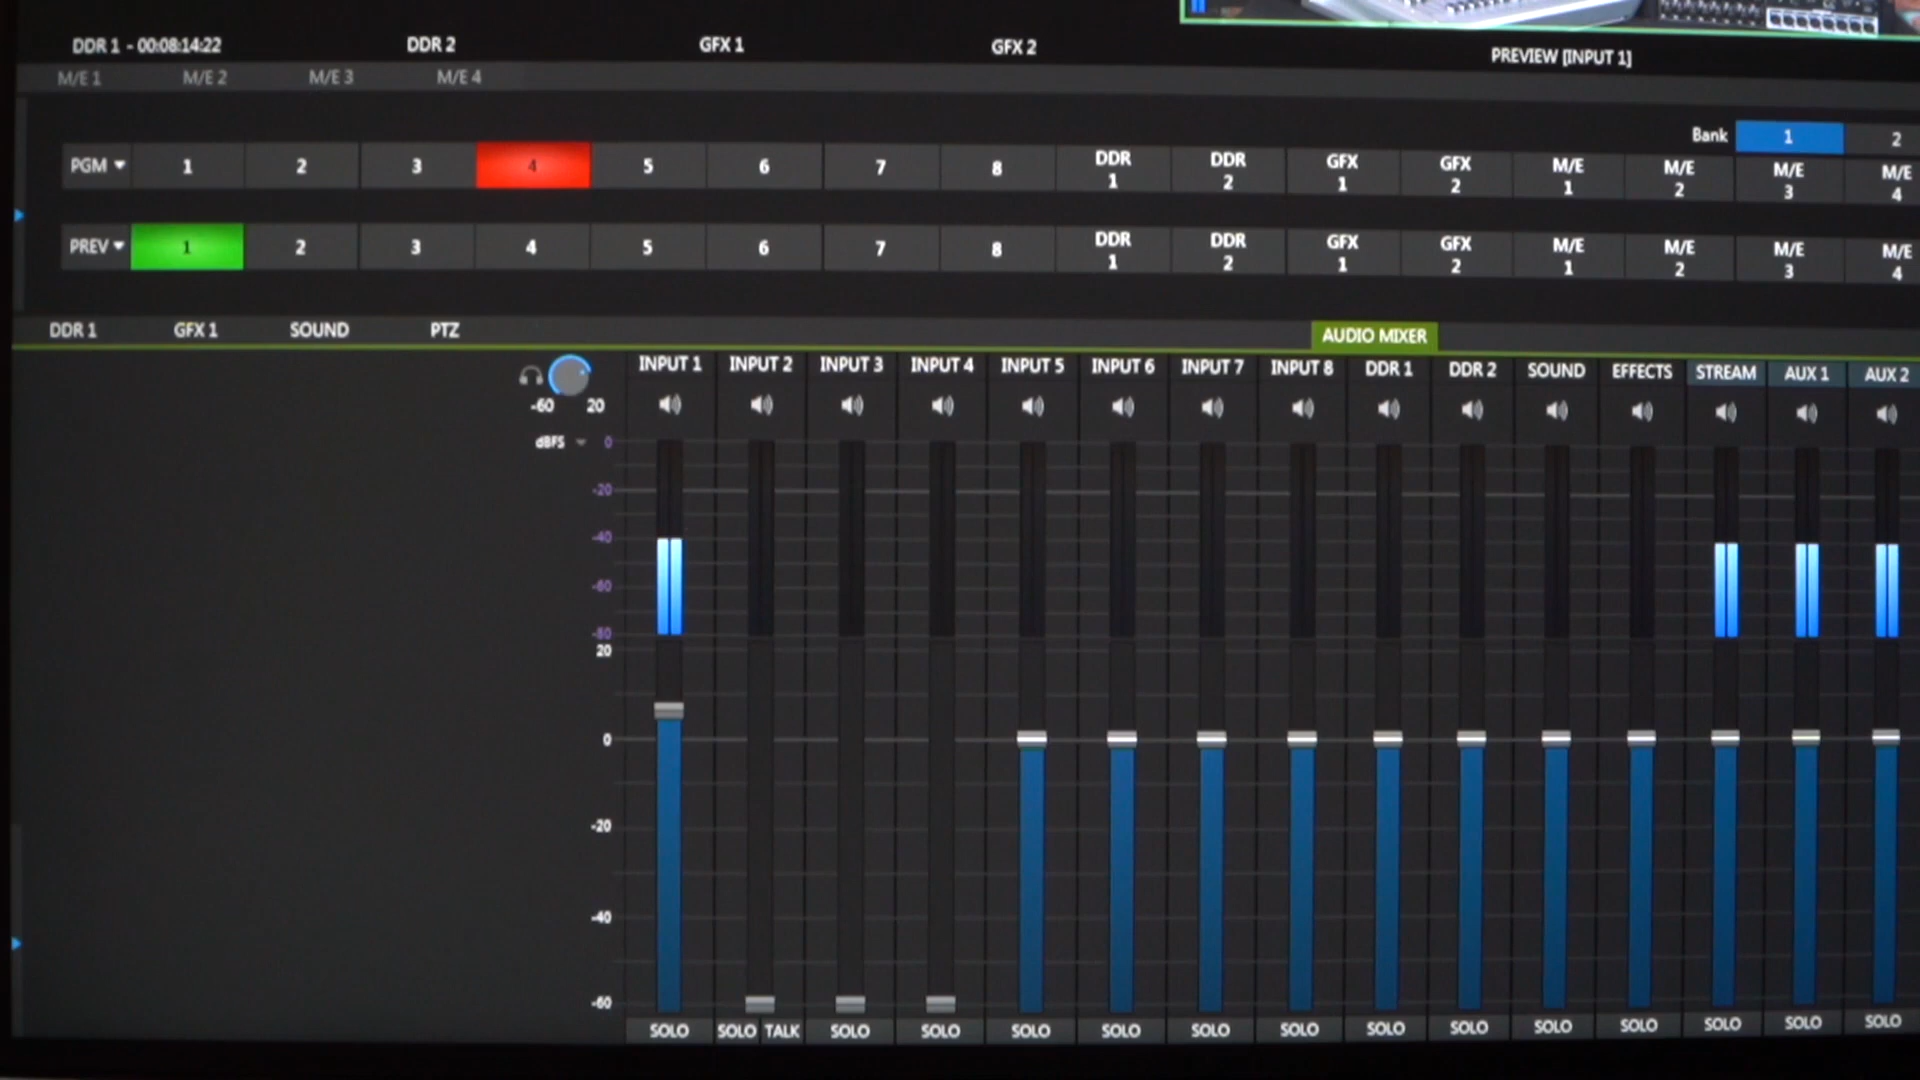 DDR 1 - 00:08:14:22 DDR 2 GFX 1 GFX 2 PREVIEW [INPUT 1]
M/E 1 M/E 2 M/E 3 M/E 4
Bank 1 2
PGM 1 2 3 4 5 6 7 8 DDR 1 DDR 2 GFX 1 GFX 2 M/E 1 M/E 2 M/E 3 M/E 4
PREV 1 2 3 4 5 6 7 8 DDR 1 DDR 2 GFX 1 GFX 2 M/E 1 M/E 2 M/E 3 M/E 4
DDR 1 GFX 1 SOUND PTZ AUDIO MIXER
INPUT 1 INPUT 2 INPUT 3 INPUT 4 INPUT 5 INPUT 6 INPUT 7 INPUT 8 DDR 1 DDR 2 SOUND EFFECTS STREAM AUX 1 AUX 2
-60 20
dBFS 0
-20
-40
-60
-80
20
0
-20
-40
-60
SOLO SOLO TALK SOLO SOLO SOLO SOLO SOLO SOLO SOLO SOLO SOLO SOLO SOLO SOLO SOLO